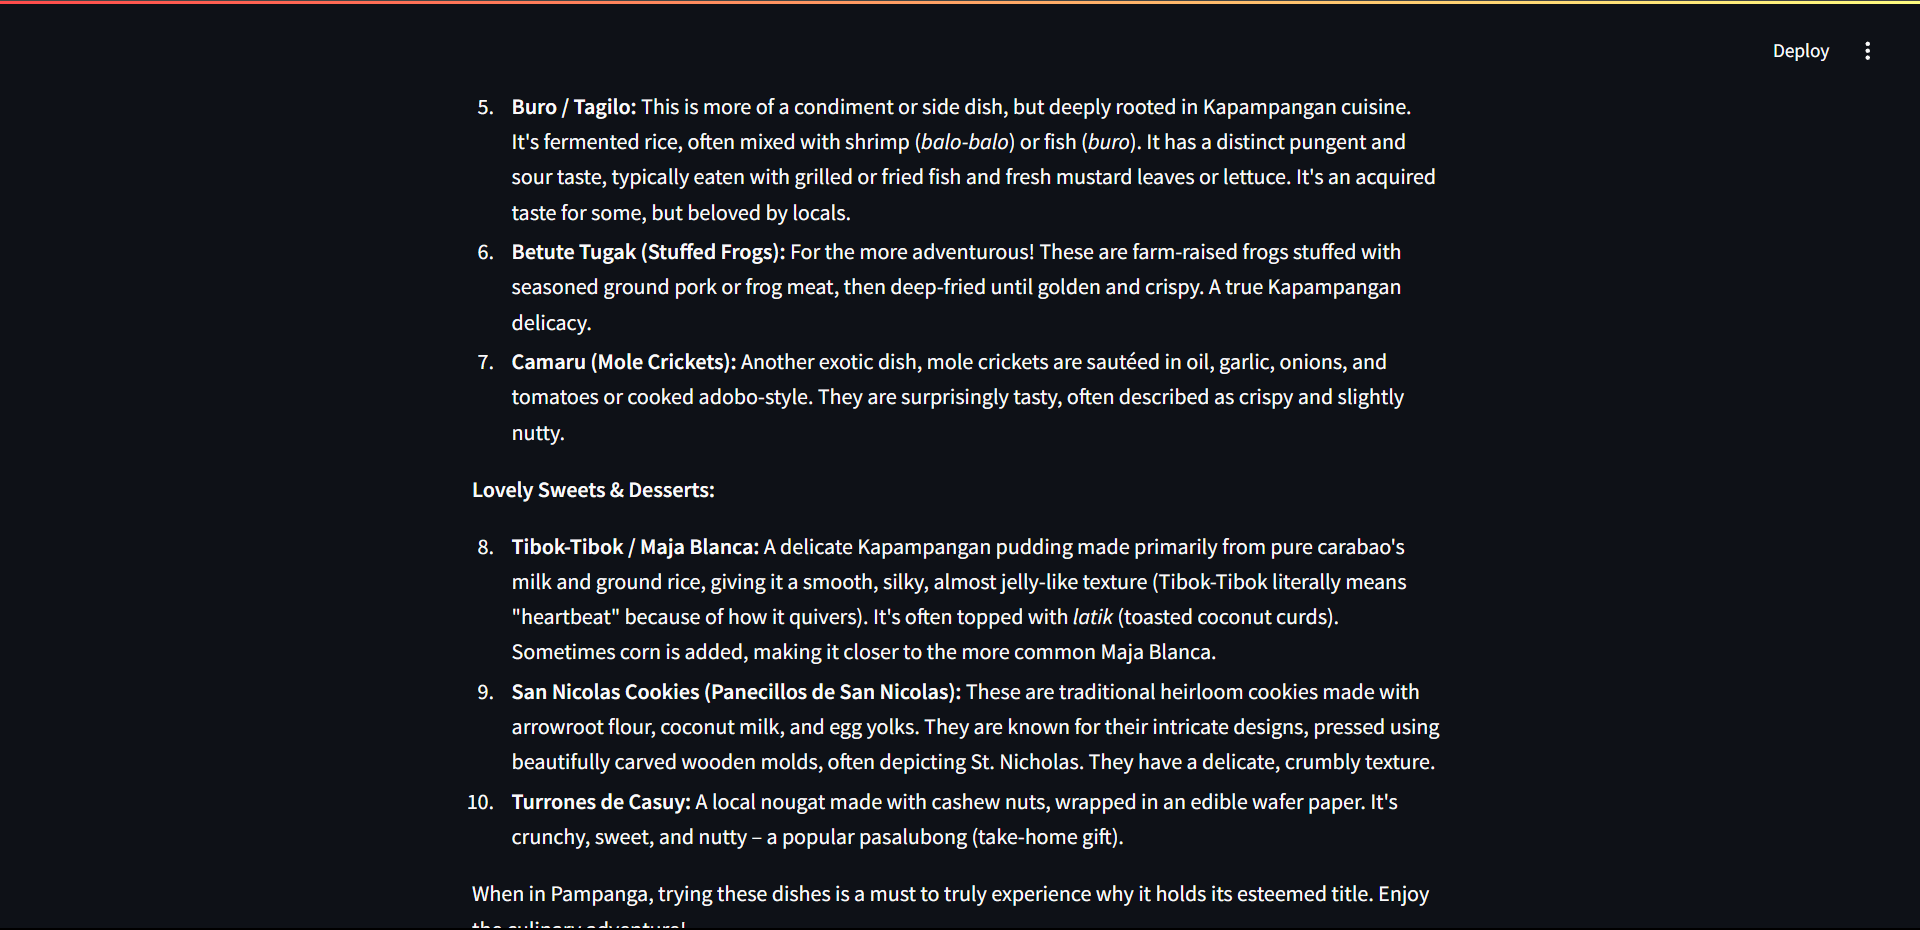 Deploy
5. Buro / Tagilo: This is more of a condiment or side dish, but deeply rooted in Kapampangan cuisine.
It's fermented rice, often mixed with shrimp (balo-balo) or fish (buro). It has a distinct pungent and
sour taste, typically eaten with grilled or fried fish and fresh mustard leaves or lettuce. It's an acquired
taste for some, but beloved by locals.
6. Betute Tugak (Stuffed Frogs): For the more adventurous! These are farm-raised frogs stuffed with
seasoned ground pork or frog meat, then deep-fried until golden and crispy. A true Kapampangan
delicacy.
7. Camaru (Mole Crickets): Another exotic dish, mole crickets are sautéed in oil, garlic, onions, and
tomatoes or cooked adobo-style. They are surprisingly tasty, often described as crispy and slightly
nutty.
Lovely Sweets & Desserts:
8. Tibok-Tibok / Maja Blanca: A delicate Kapampangan pudding made primarily from pure carabao's
milk and ground rice, giving it a smooth, silky, almost jelly-like texture (Tibok-Tibok literally means
"heartbeat" because of how it quivers). It's often topped with latik (toasted coconut curds).
Sometimes corn is added, making it closer to the more common Maja Blanca.
9. San Nicolas Cookies (Panecillos de San Nicolas): These are traditional heirloom cookies made with
arrowroot flour, coconut milk, and egg yolks. They are known for their intricate designs, pressed using
beautifully carved wooden molds, often depicting St. Nicholas. They have a delicate, crumbly texture.
10. Turrones de Casuy: A local nougat made with cashew nuts, wrapped in an edible wafer paper. It's
crunchy, sweet, and nutty – a popular pasalubong (take-home gift).
When in Pampanga, trying these dishes is a must to truly experience why it holds its esteemed title. Enjoy
the culinary adventure!